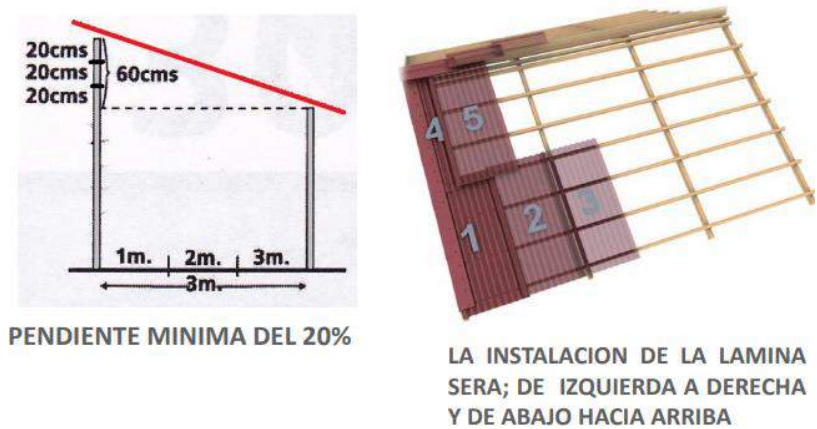 20cms
20cms
60cms
20cms
1m.
2m.
3m.
3m.
PENDIENTE MINIMA DEL 20%
4
5
1
2
3
LA INSTALACION DE LA LAMINA
SERA; DE IZQUIERDA A DERECHA
Y DE ABAJO HACIA ARRIBA